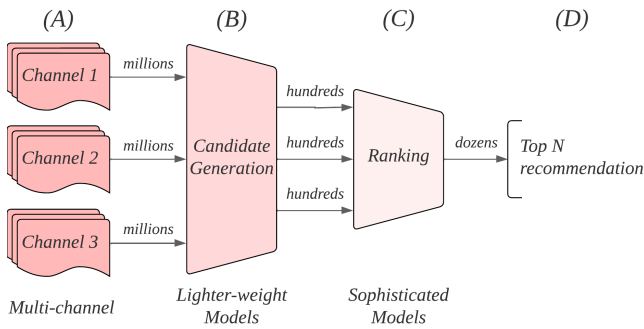 (A)
(B)
(C)
(D)
Channel 1
millions
Channel 2
millions
Channel 3
millions
Candidate
Generation
hundreds
hundreds
hundreds
Ranking
dozens
Top N
recommendation
Multi-channel
Lighter-weight
Models
Sophisticated
Models